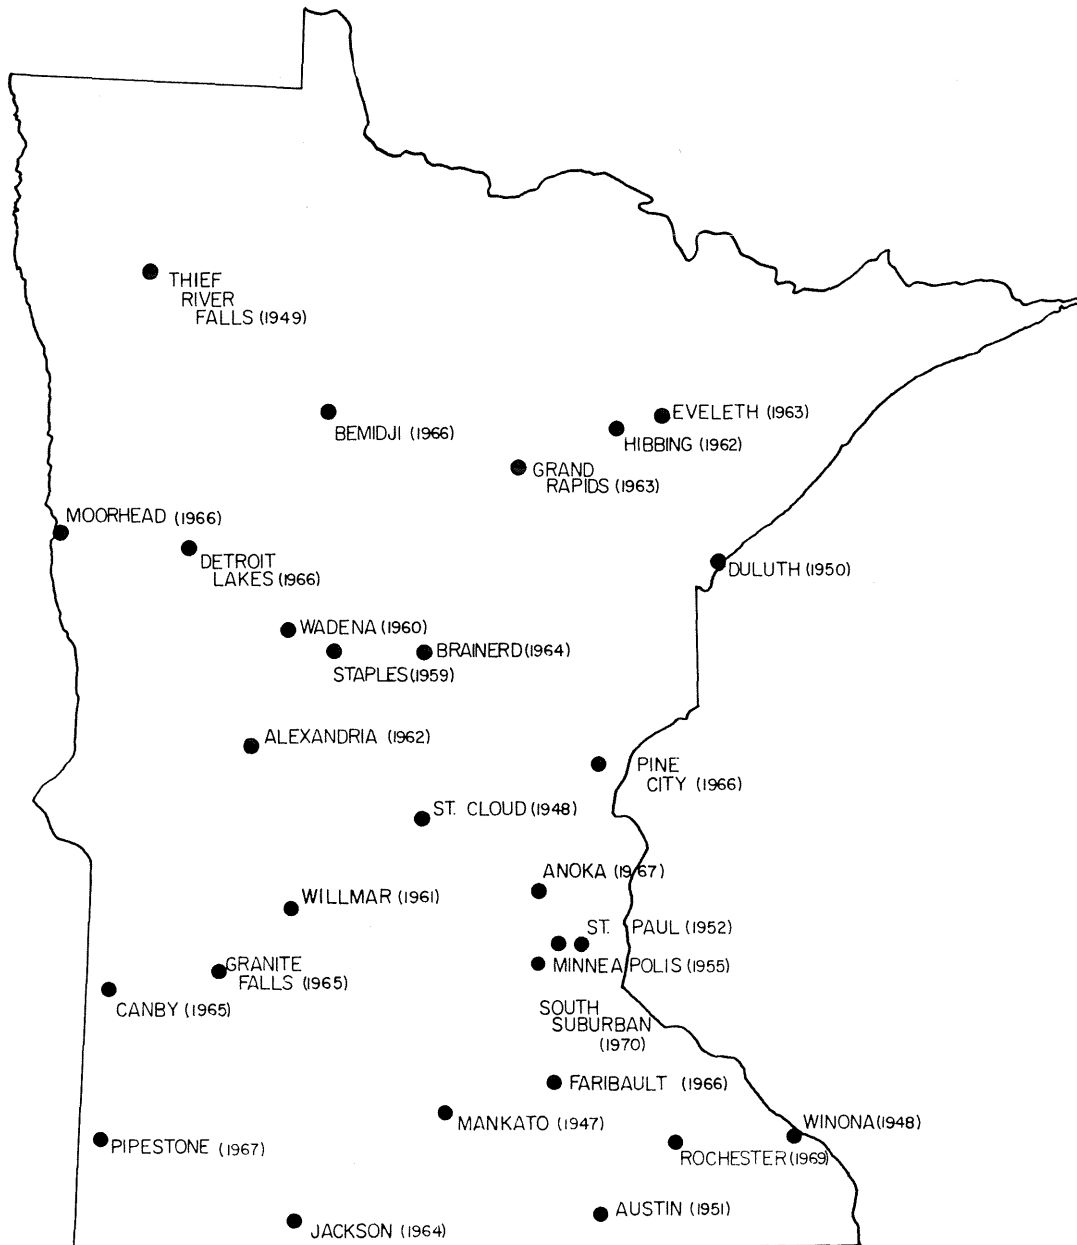 THIEF
RIVER
FALLS (1949)
EVELETH (1963)
BEMIDJI (1966)
HIBBING (1962)
GRAND
RAPIDS (1963)
MOORHEAD (1966)
DETROIT
LAKES (1966)
DULUTH (1950)
WADENA (1960)
BRAINERD (1964)
STAPLES (1959)
ALEXANDRIA (1962)
PINE
CITY (1966)
ST. CLOUD (1948)
ANOKA (1967)
WILLMAR (1961)
ST. PAUL (1952)
MINNEAPOLIS (1955)
GRANITE
FALLS (1965)
CANBY (1965)
SOUTH
SUBURBAN
(1970)
FARIBAULT (1966)
MANKATO (1947)
WINONA (1948)
PIPESTONE (1967)
ROCHESTER (1969)
AUSTIN (1951)
JACKSON (1964)